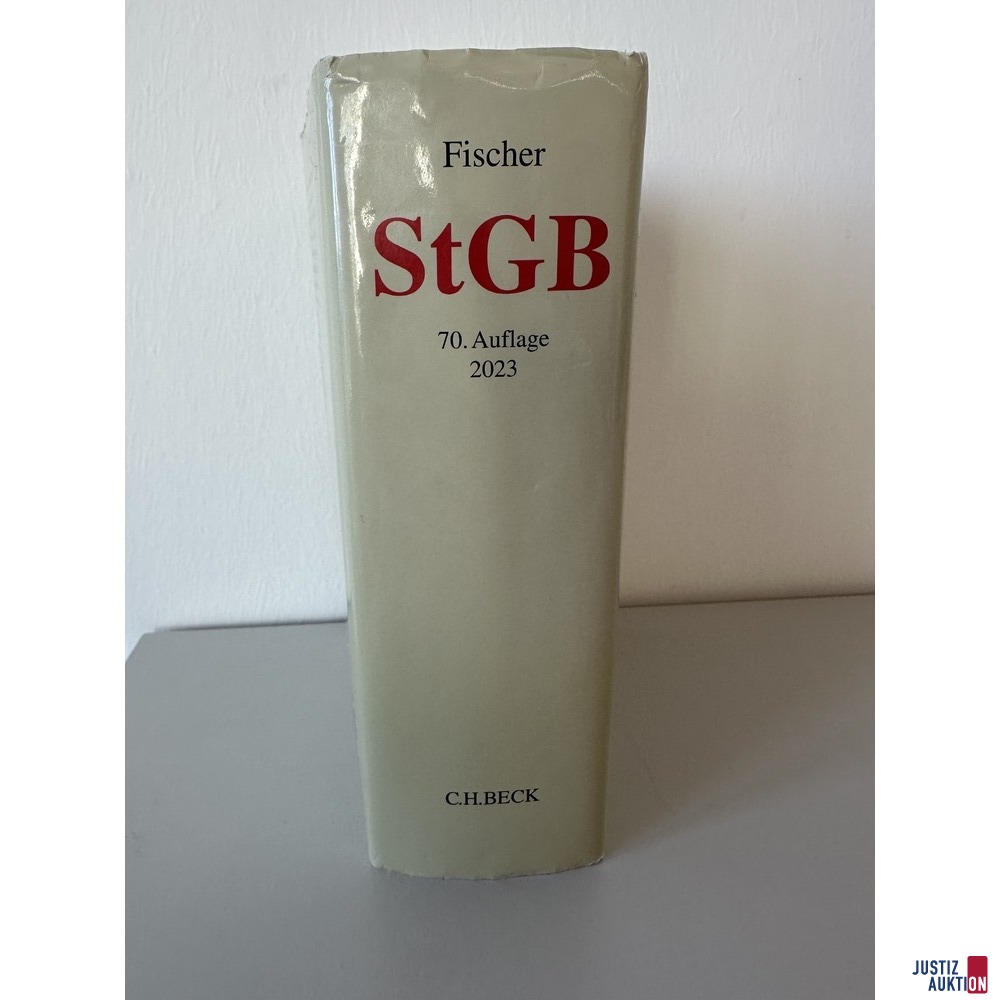 Fischer
StGB
70. Auflage
2023
C.H.BECK
JUSTIZ
AUKTION